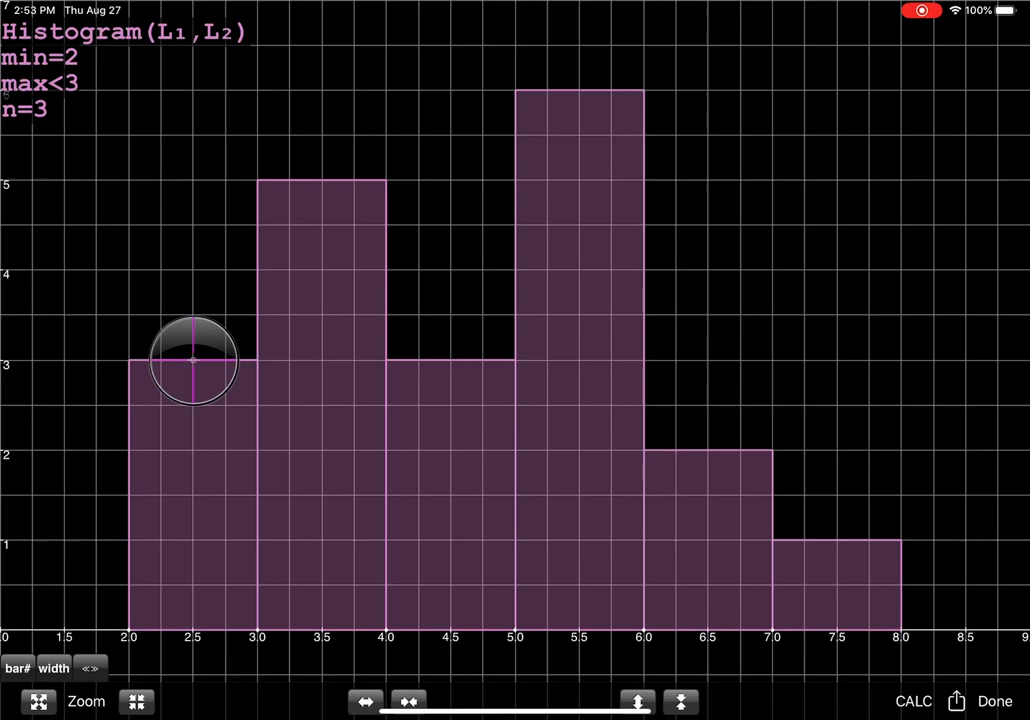 7
2:53 PM Thu Aug 27 100%
Histogram(L₁,L₂)
min=2
max<3
n=3
5
4
3
2
1
0 1.5 2.0 2.5 3.0 3.5 4.0 4.5 5.0 5.5 6.0 6.5 7.0 7.5 8.0 8.5 9.
bar# width «»
Zoom CALC Done